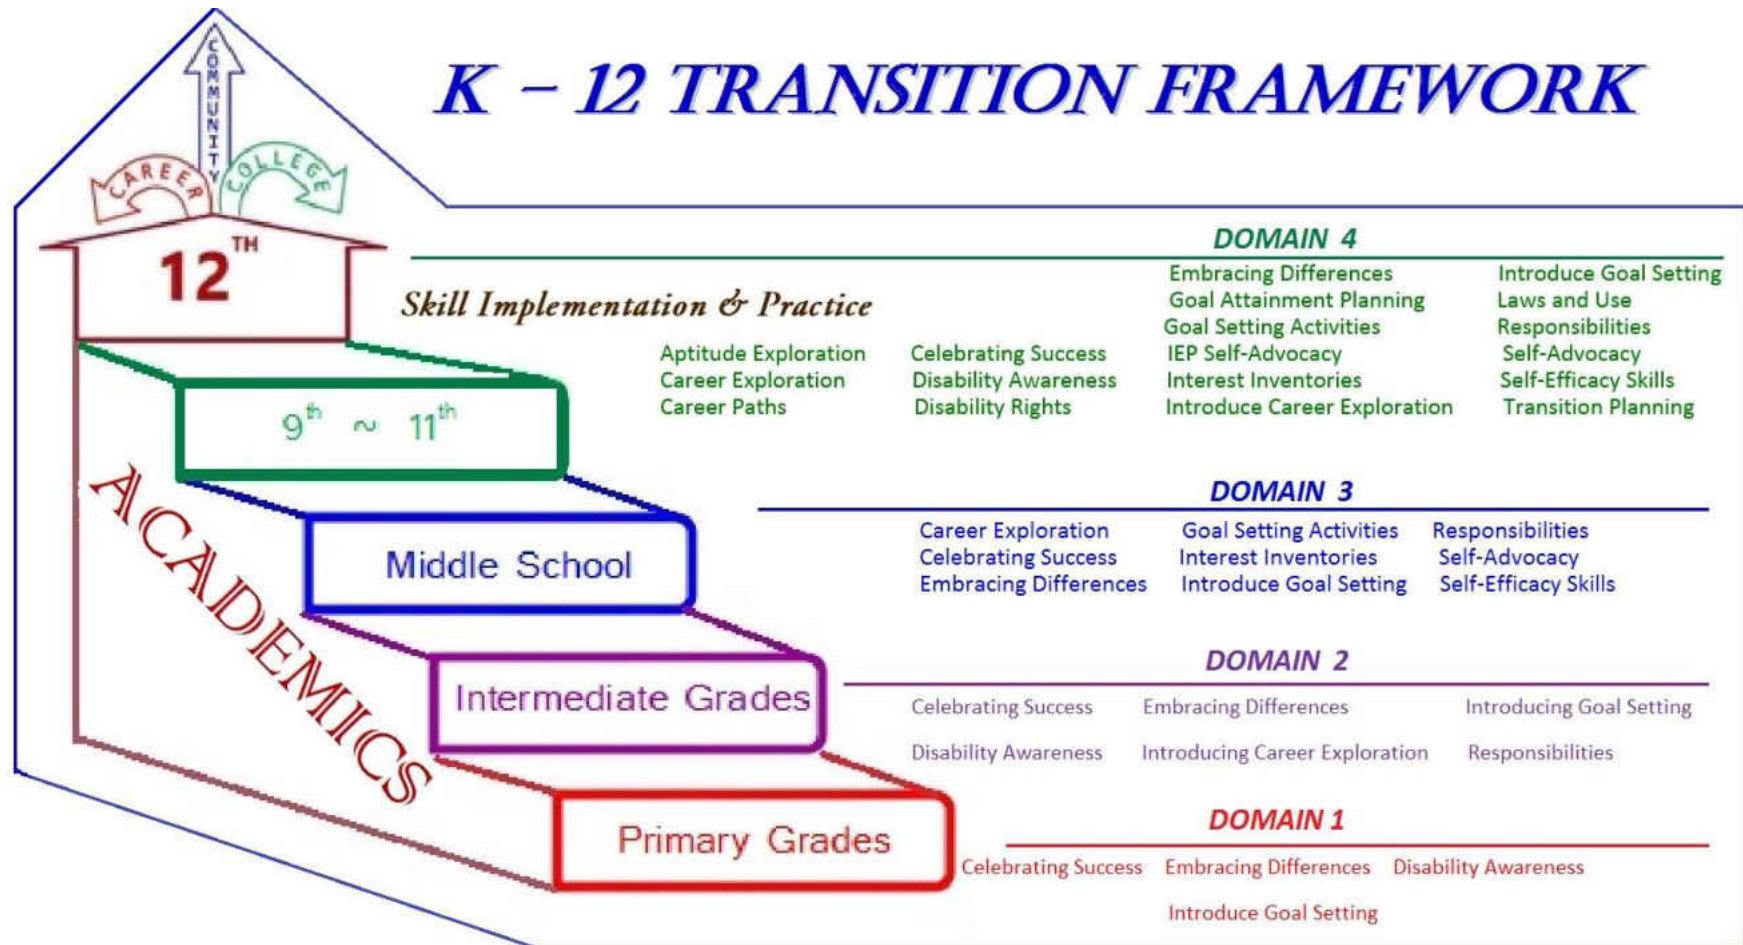 K – 12 TRANSITION FRAMEWORK
COMMUNITY
CAREER
COLLEGE
12TH
Skill Implementation & Practice
DOMAIN 4
Embracing Differences Introduce Goal Setting
Goal Attainment Planning Laws and Use
Goal Setting Activities Responsibilities
Aptitude Exploration Celebrating Success IEP Self-Advocacy Self-Advocacy
Career Exploration Disability Awareness Interest Inventories Self-Efficacy Skills
Career Paths Disability Rights Introduce Career Exploration Transition Planning
9th ~ 11th
ACADEMICS
DOMAIN 3
Career Exploration Goal Setting Activities Responsibilities
Celebrating Success Interest Inventories Self-Advocacy
Embracing Differences Introduce Goal Setting Self-Efficacy Skills
Middle School
DOMAIN 2
Celebrating Success Embracing Differences Introducing Goal Setting
Disability Awareness Introducing Career Exploration Responsibilities
Intermediate Grades
DOMAIN 1
Celebrating Success Embracing Differences Disability Awareness
Introduce Goal Setting
Primary Grades